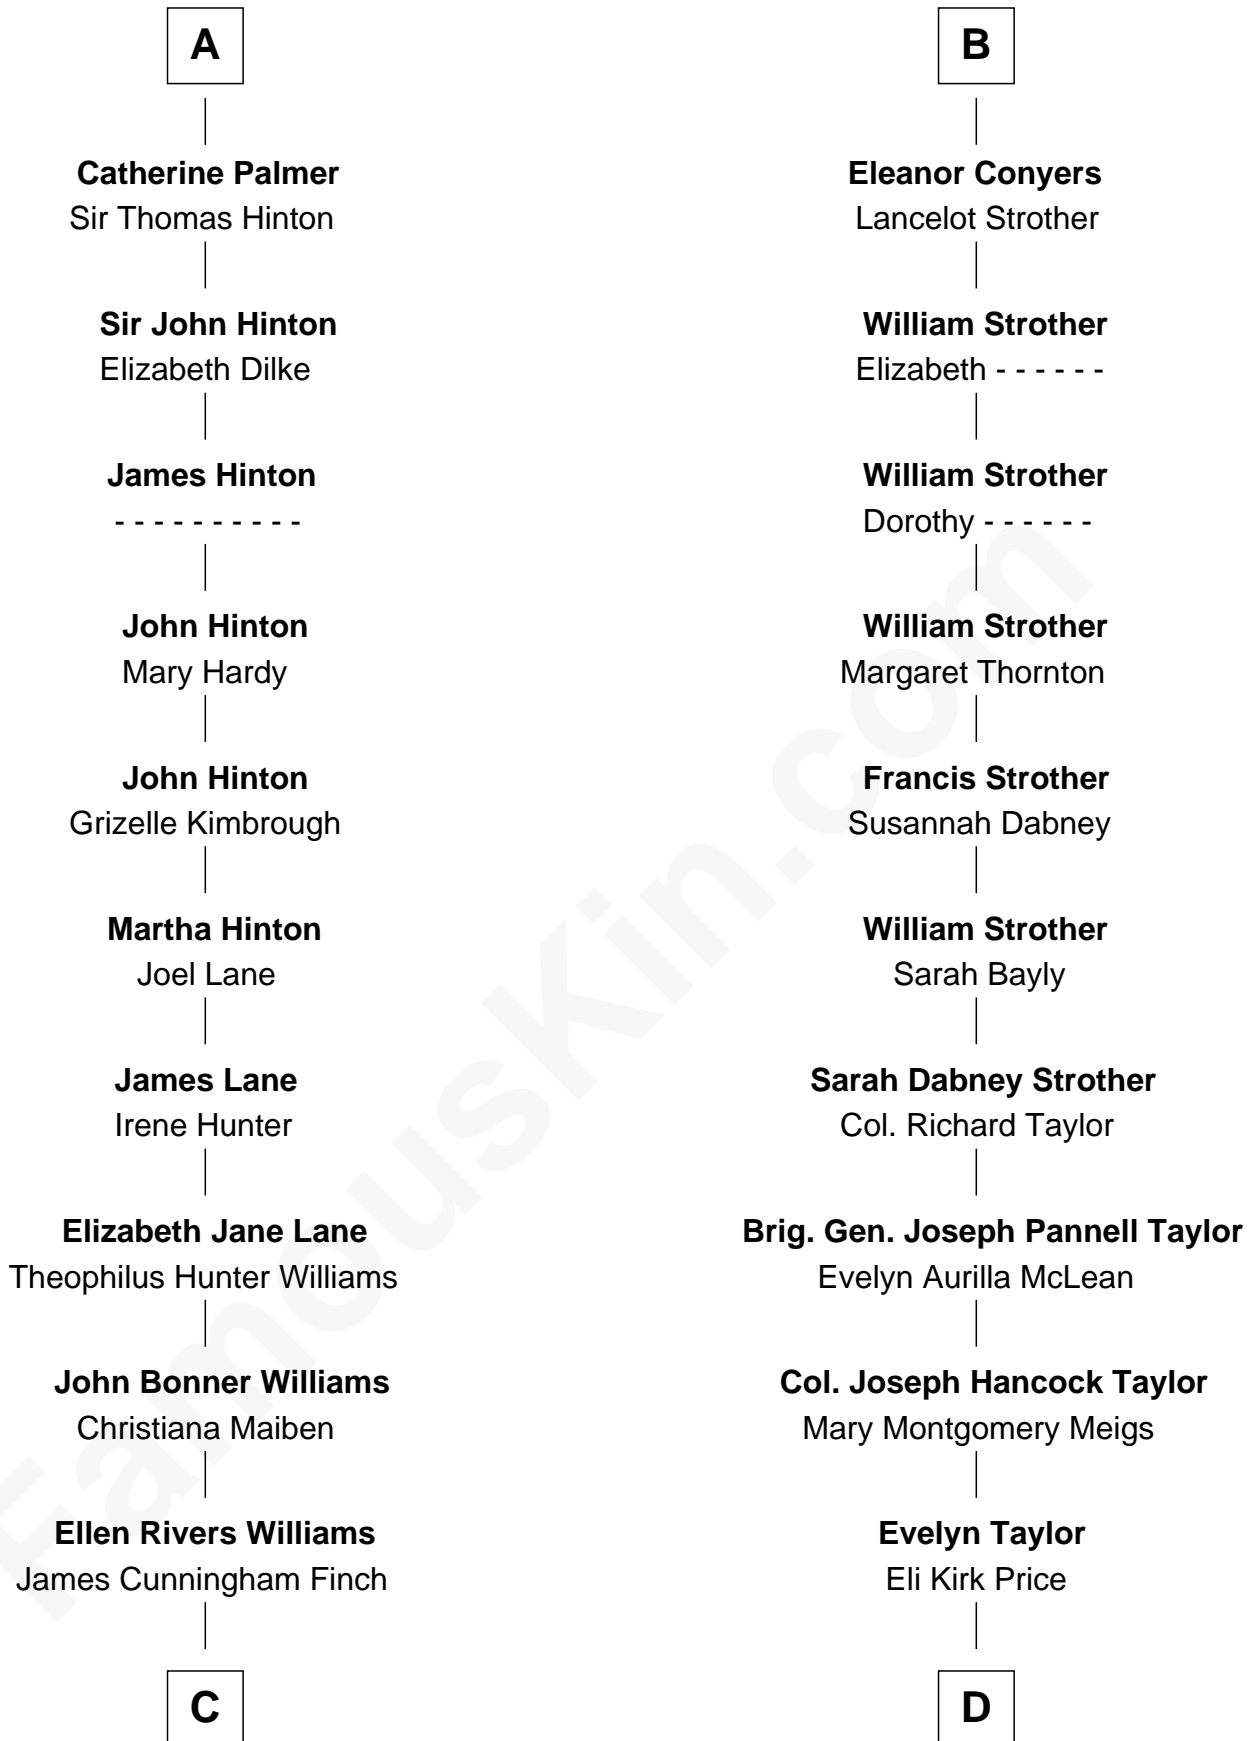 A
Catherine Palmer
Sir Thomas Hinton
Sir John Hinton
Elizabeth Dilke
James Hinton
- - - - - - - - - -
John Hinton
Mary Hardy
John Hinton
Grizelle Kimbrough
Martha Hinton
Joel Lane
James Lane
Irene Hunter
Elizabeth Jane Lane
Theophilus Hunter Williams
John Bonner Williams
Christiana Maiben
Ellen Rivers Williams
James Cunningham Finch
C
B
Eleanor Conyers
Lancelot Strother
William Strother
Elizabeth - - - - - -
William Strother
Dorothy - - - - - -
William Strother
Margaret Thornton
Francis Strother
Susannah Dabney
William Strother
Sarah Bayly
Sarah Dabney Strother
Col. Richard Taylor
Brig. Gen. Joseph Pannell Taylor
Evelyn Aurilla McLean
Col. Joseph Hancock Taylor
Mary Montgomery Meigs
Evelyn Taylor
Eli Kirk Price
D
FamousKin.com